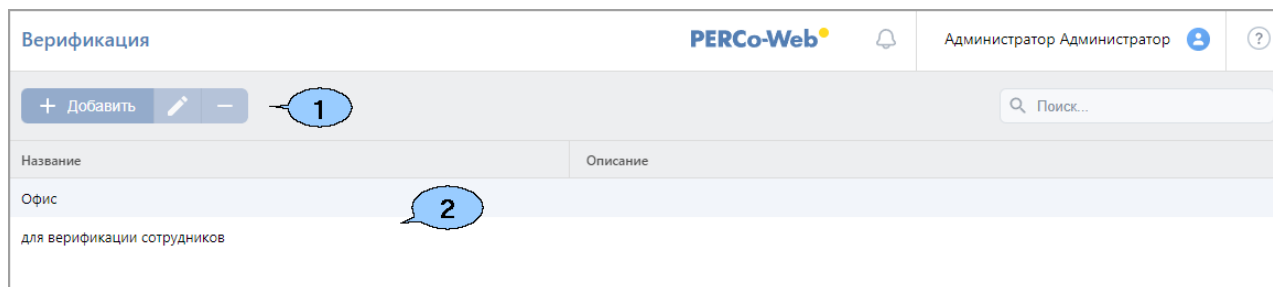 Верификация PERCo-Web Администратор Администратор ?
+ Добавить 1 Поиск...
Название Описание
Офис
2
для верификации сотрудников